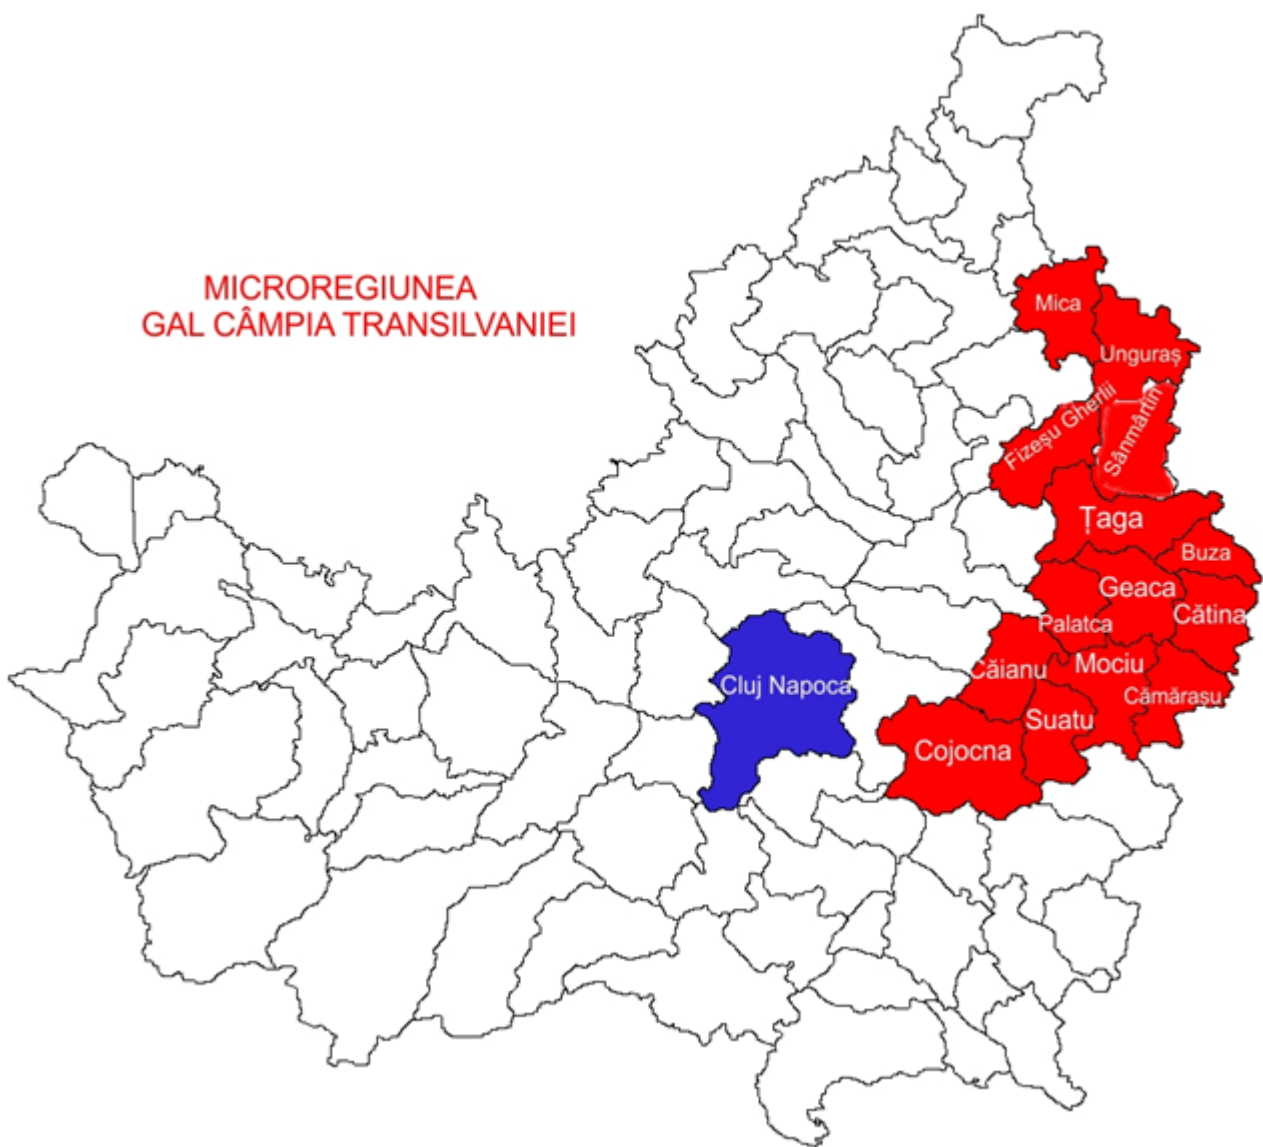 MICROREGIUNEA
GAL CÂMPIA TRANSILVANIEI
Mica
Unguraș
Fizeșu Gherlii
Sânmârtin
Țaga
Buza
Geaca
Cătina
Palatca
Căianu
Mociu
Cămărașu
Suatu
Cojocna
Cluj Napoca